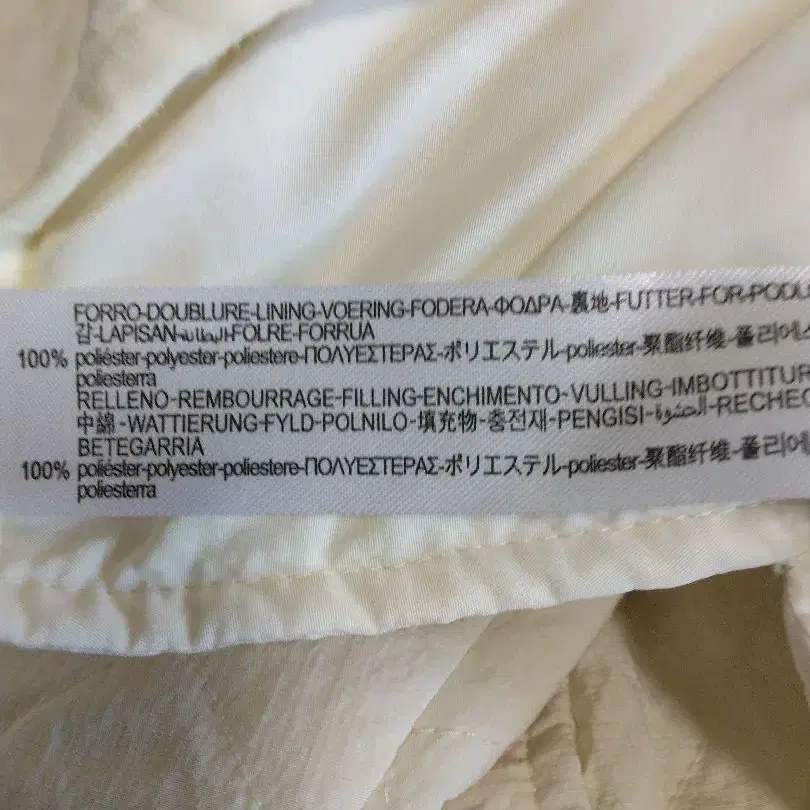 FORRO-DOUBLURE-LINING-VOERING-FODERA-ΦΟΔΡΑ-裏地-FUTTER-FOR-PODL
감-LAPISAN-البطانة-FOLRE-FORRUA
100% poliéster-polyester-poliestere-ΠΟΛΥΕΣΤΕΡΑΣ-ポリエステル-poliester-聚酯纤维-폴리에스
poliesterra
RELLENO-REMBOURRAGE-FILLING-ENCHIMENTO-VULLING-IMBOTTITUR
中綿-WATTIERUNG-FYLD-POLNILO-填充物-충전재-PENGISI-الحشوة-RECHEO
BETEGARRIA
100% poliéster-polyester-poliestere-ΠΟΛΥΕΣΤΕΡΑΣ-ポリエステル-poliester-聚酯纤维-폴리에
poliesterra